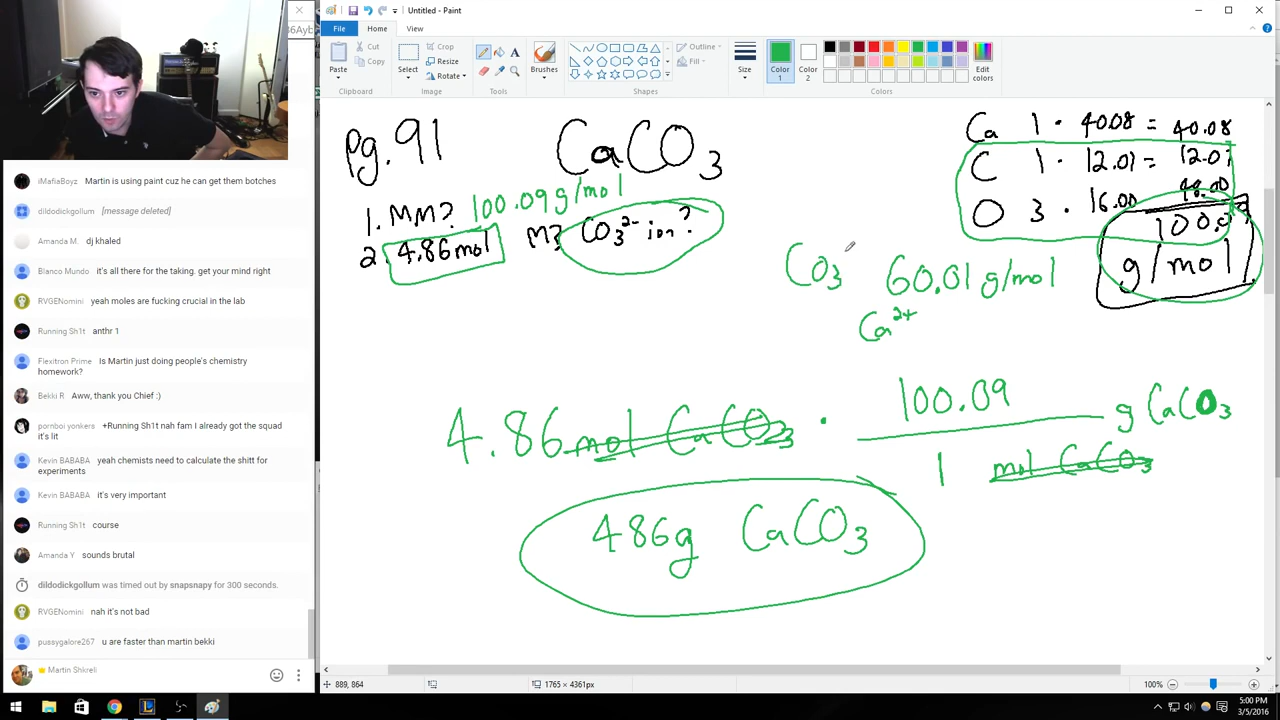 Untitled - Paint
File Home View
Paste
Cut
Copy
Clipboard
Select
Crop
Resize
Rotate
Image
Tools
Brushes
Shapes
Outline
Fill
Size
Color 1
Color 2
Edit colors
Colors
iMafiaBoyz Martin is using paint cuz he can get them botches
dildodickgollum [message deleted]
Amanda M. dj khaled
Blanco Mundo it's all there for the taking. get your mind right
RVGENomini yeah moles are fucking crucial in the lab
Running Sh1t anthr 1
Flexitron Prime Is Martin just doing people's chemistry
homework?
Bekki R Aww, thank you Chief :)
pornboi yonkers +Running Sh1t nah fam I already got the squad
it's lit
Kevin BABABA yeah chemists need to calculate the shitt for
experiments
Kevin BABABA it's very important
Running Sh1t course
Amanda Y sounds brutal
dildodickgollum was timed out by snapsnapy for 300 seconds.
RVGENomini nah it's not bad
pussygalore267 u are faster than martin bekki
Martin Shkreli
pg. 91
CaCO3
1. MM? 100.09 g/mol
2. 4.86 mol M? CO3 2- ion?
Ca 1 · 40.08 = 40.08
C 1 · 12.01 = 12.01
O 3 · 16.00 48.00
g/mol
CO3 60.01 g/mol
Ca2+
4.86 mol CaCO3 · 100.09 g CaCO3
1 mol CaCO3
486g CaCO3
889, 864
1765 × 4361px
100%
5:00 PM
3/5/2016